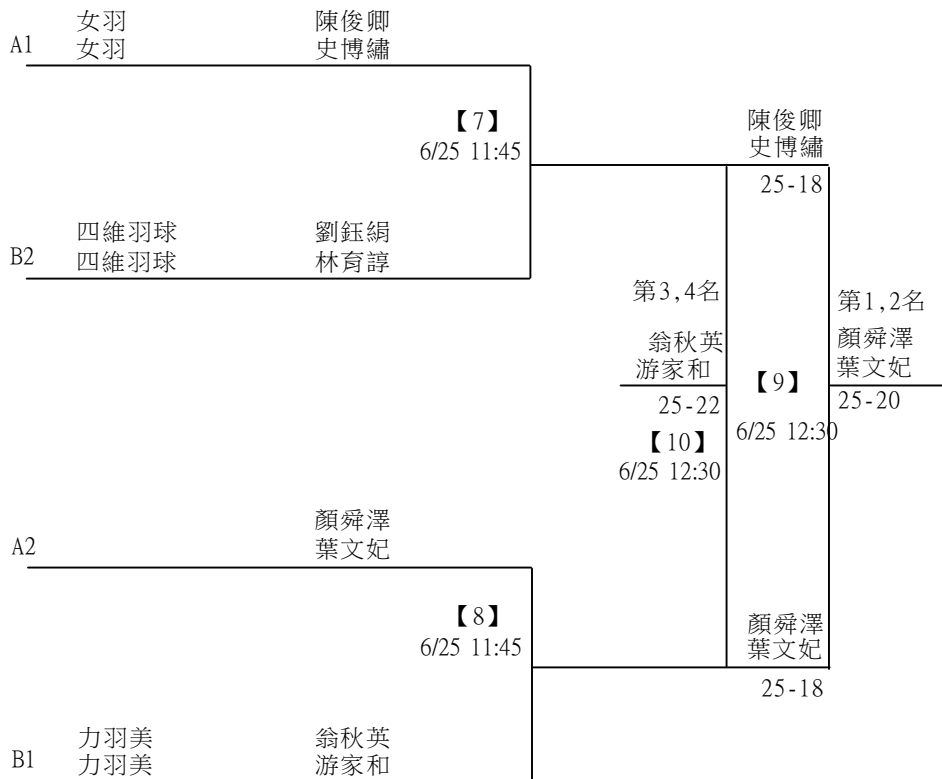 女羽 陳俊卿
A1 女羽 史博繡
【7】
6/25 11:45
陳俊卿
史博繡
25-18
四維羽球 劉鈺絹
B2 四維羽球 林育諄
第3,4名
第1,2名
翁秋英
游家和
25-22
【10】
6/25 12:30
【9】
6/25 12:30
顏舜澤
葉文妃
25-20
顏舜澤
A2 葉文妃
【8】
6/25 11:45
顏舜澤
葉文妃
25-18
力羽美 翁秋英
B1 力羽美 游家和